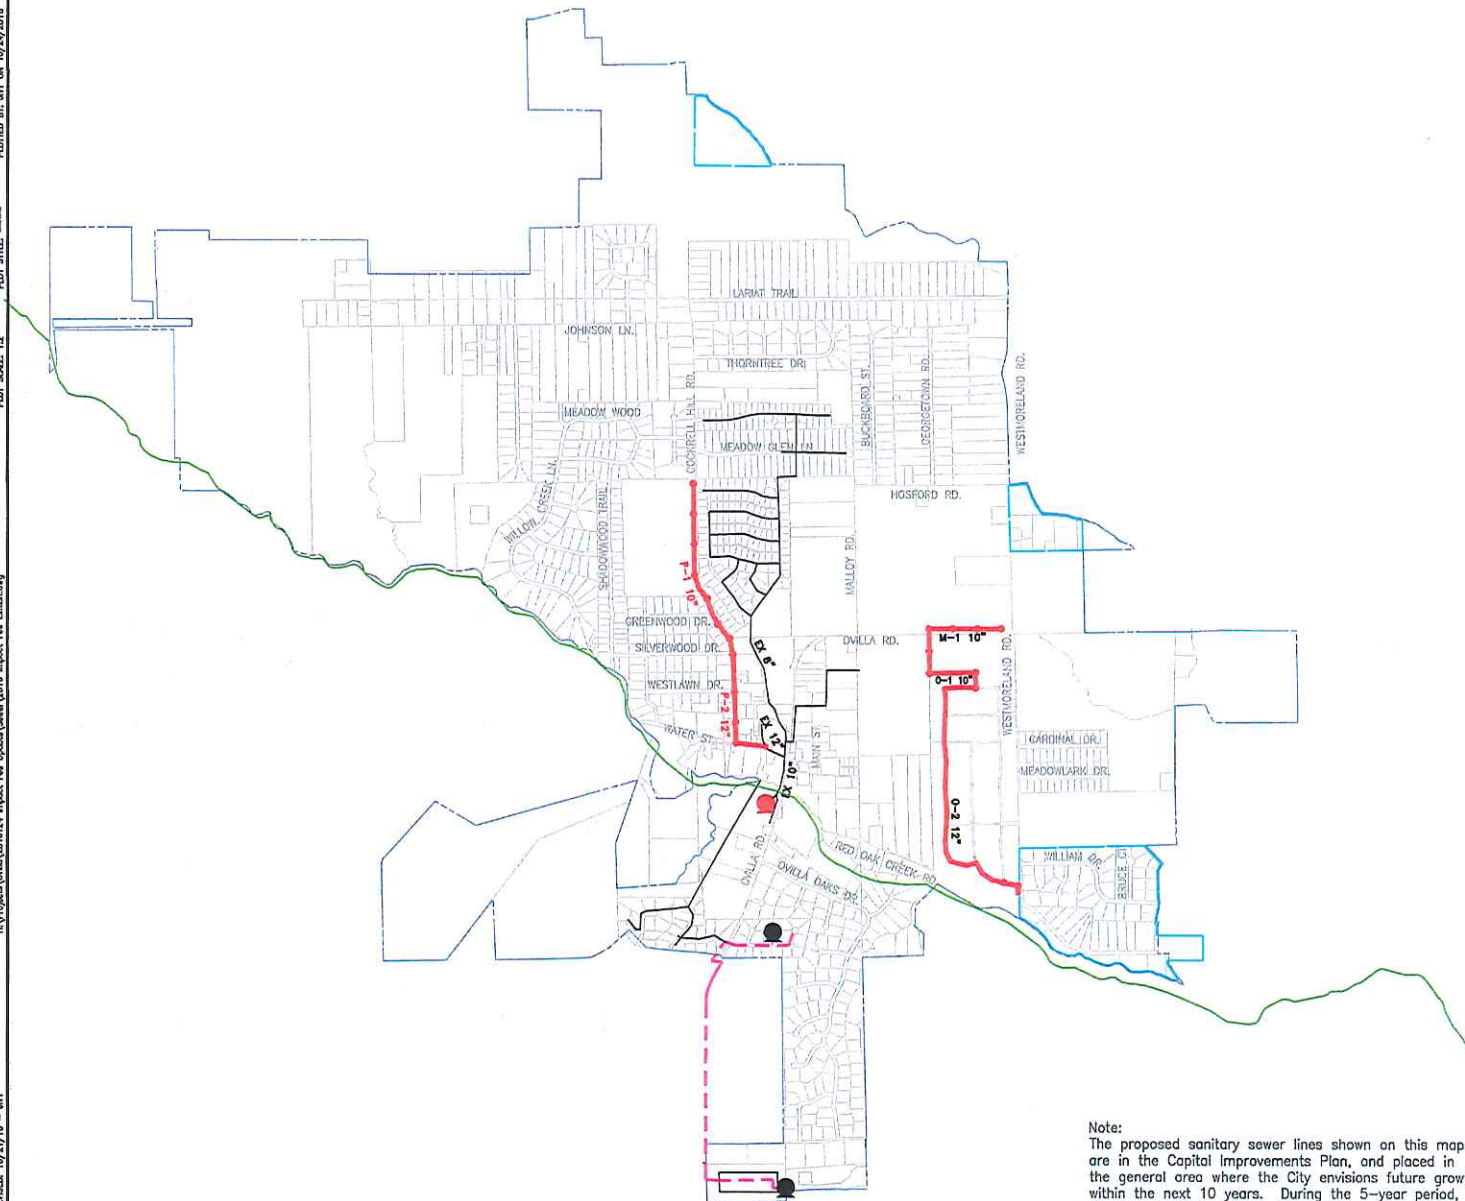 LARIAT TRAIL
JOHNSON LN.
THORNTREE DR.
WESTMORELAND RD.
BUCKBOARD ST.
GEORGETOWN RD.
COCKRELL HILL RD.
MEADOW WOOD
MEADOW GLEN LN
WILLOW CREEK LN.
SHADOWWOOD TRAIL
HOSFORD RD.
MALLOY RD.
P-1 10"
GREENWOOD DR.
SILVERWOOD DR.
WESTLAWN DR.
EX 8"
OVILLA RD.
M-1 10"
O-1 10"
WESTMORELAND RD.
P-2 12"
EX 12"
WATER ST.
MAIN ST.
EX 10"
CARDINAL DR.
MEADOWLARK DR.
O-2 12"
OVILLA RD.
RED OAK CREEK RD.
OVILLA OAKS DR.
WILLIAM DR.
BRUCE CI
Note:
The proposed sanitary sewer lines shown on this map
are in the Capital Improvements Plan, and placed in
the general area where the City envisions future grow
within the next 10 years. During the 5-year period,